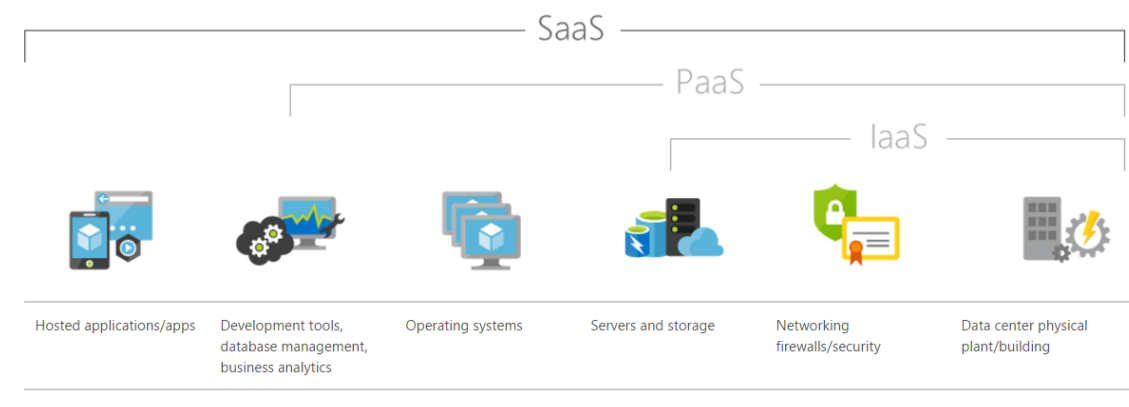 SaaS
PaaS
IaaS
Hosted applications/apps
Development tools,
database management,
business analytics
Operating systems
Servers and storage
Networking
firewalls/security
Data center physical
plant/building